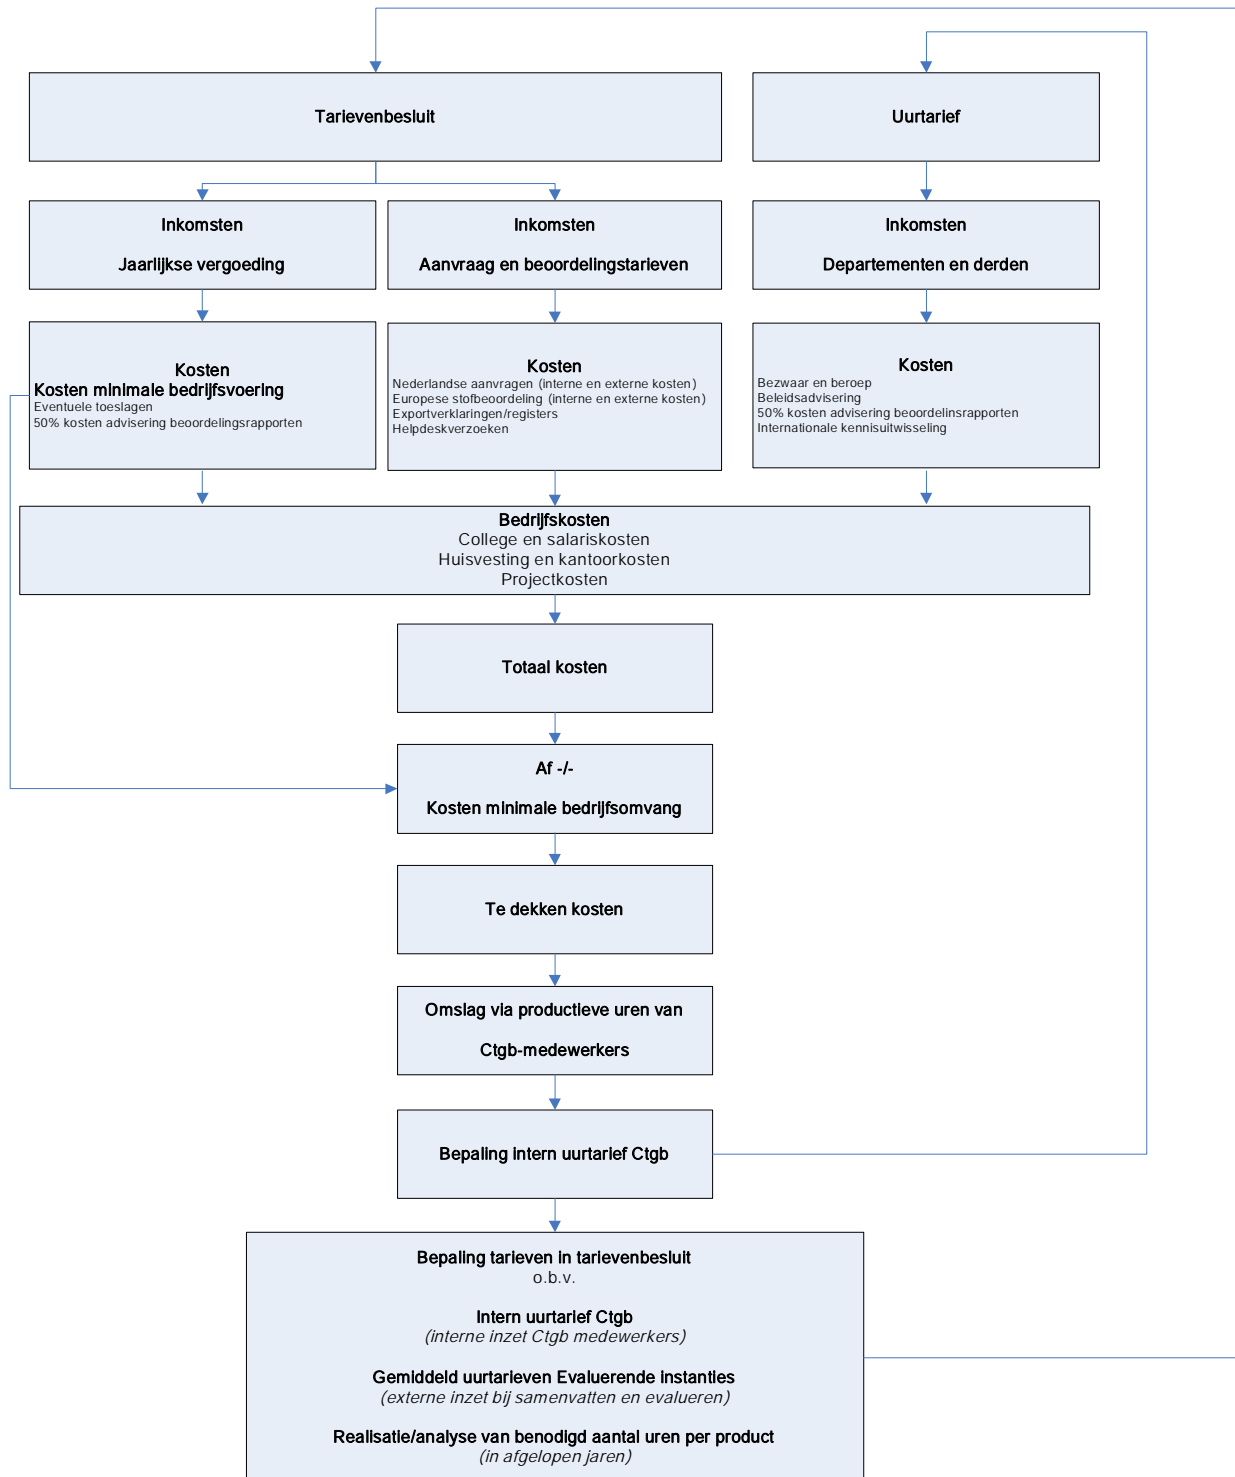 Tarievenbesluit
Uurtarief
Inkomsten
Jaarlijkse vergoeding
Inkomsten
Aanvraag en beoordelingstarieven
Inkomsten
Departementen en derden
Kosten
Kosten minimale bedrijfsvoering
Eventuele toeslagen
50% kosten advisering beoordelingsrapporten
Kosten
Nederlandse aanvragen (interne en externe kosten)
Europese stofbeoordeling (interne en externe kosten)
Exportverklaringen/registers
Helpdeskverzoeken
Kosten
Bezwaar en beroep
Beleidsadvisering
50% kosten advisering beoordelinsrapporten
Internationale kennisuitwisseling
Bedrijfskosten
College en salariskosten
Huisvesting en kantoorkosten
Projectkosten
Totaal kosten
Af -/-
Kosten minimale bedrijfsomvang
Te dekken kosten
Omslag via productieve uren van
Ctgb-medewerkers
Bepaling intern uurtarief Ctgb
Bepaling tarieven in tarievenbesluit
o.b.v.
Intern uurtarief Ctgb
(interne inzet Ctgb medewerkers)
Gemiddeld uurtarieven Evaluerende instanties
(externe inzet bij samenvatten en evalueren)
Realisatie/analyse van benodigd aantal uren per product
(in afgelopen jaren)